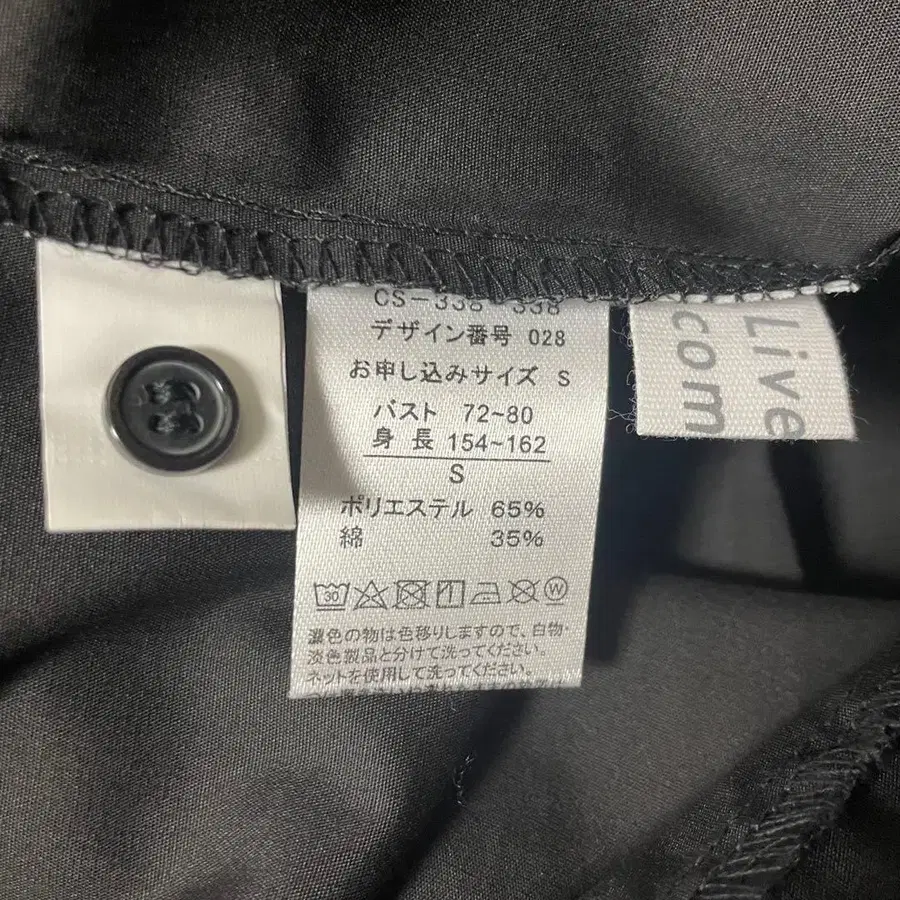 CS-338 338
デザイン番号 028
お申し込みサイズ S
バスト 72~80
身長 154~162
S
ポリエステル 65%
綿 35%
30
W
濃色の物は色移りしますので、白物・
淡色製品と分けて洗ってください。
ネットを使用して洗ってください。
Live
com